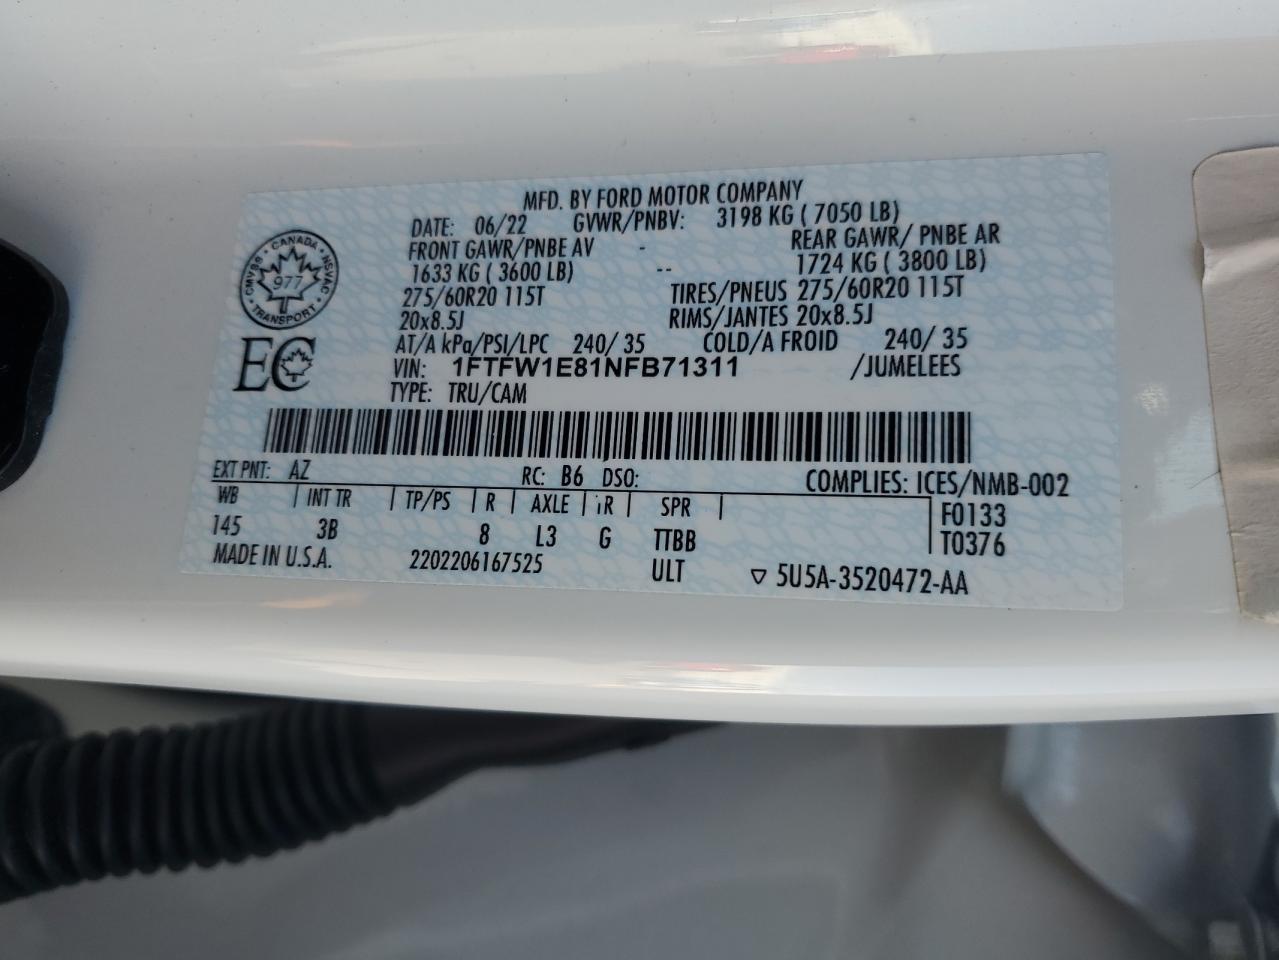 MFD. BY FORD MOTOR COMPANY
DATE: 06/22 GVWR/PNBV: 3198 KG ( 7050 LB)
FRONT GAWR/PNBE AV - REAR GAWR/ PNBE AR
1633 KG ( 3600 LB) -- 1724 KG ( 3800 LB)
275/60R20 115T TIRES/PNEUS 275/60R20 115T
20x8.5J RIMS/JANTES 20x8.5J
AT/A kPa/PSI/LPC 240/ 35 COLD/A FROID 240/ 35
VIN: 1FTFW1E81NFB71311 /JUMELEES
TYPE: TRU/CAM
CANADA
CMVSS NSVAC
977
TRANSPORT
EC
EXT PNT: AZ RC: B6 DSO: COMPLIES: ICES/NMB-002
WB | INT TR | TP/PS | R | AXLE | iR | SPR | F0133
145 3B 8 L3 G TTBB T0376
MADE IN U.S.A. 2202206167525 ULT ▽ 5U5A-3520472-AA